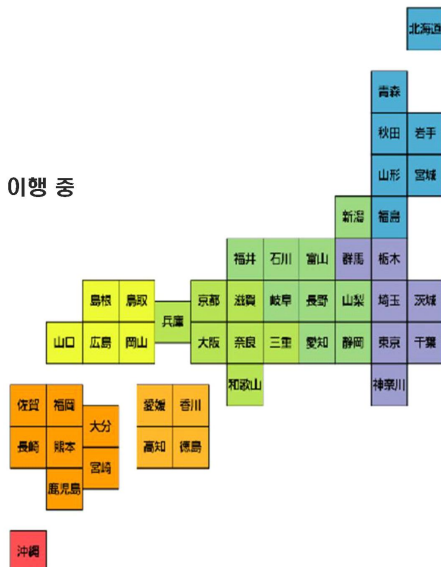 北海道
青森
秋田 岩手
山形 宮城
이행 중
新潟 福島
福井 石川 富山 群馬 栃木
島根 鳥取 兵庫 京都 滋賀 岐阜 長野 山梨 埼玉 茨城
山口 広島 岡山 大阪 奈良 三重 愛知 静岡 東京 千葉
和歌山 神奈川
佐賀 福岡 大分 愛媛 香川
長崎 熊本 宮崎 高知 徳島
鹿児島
沖縄